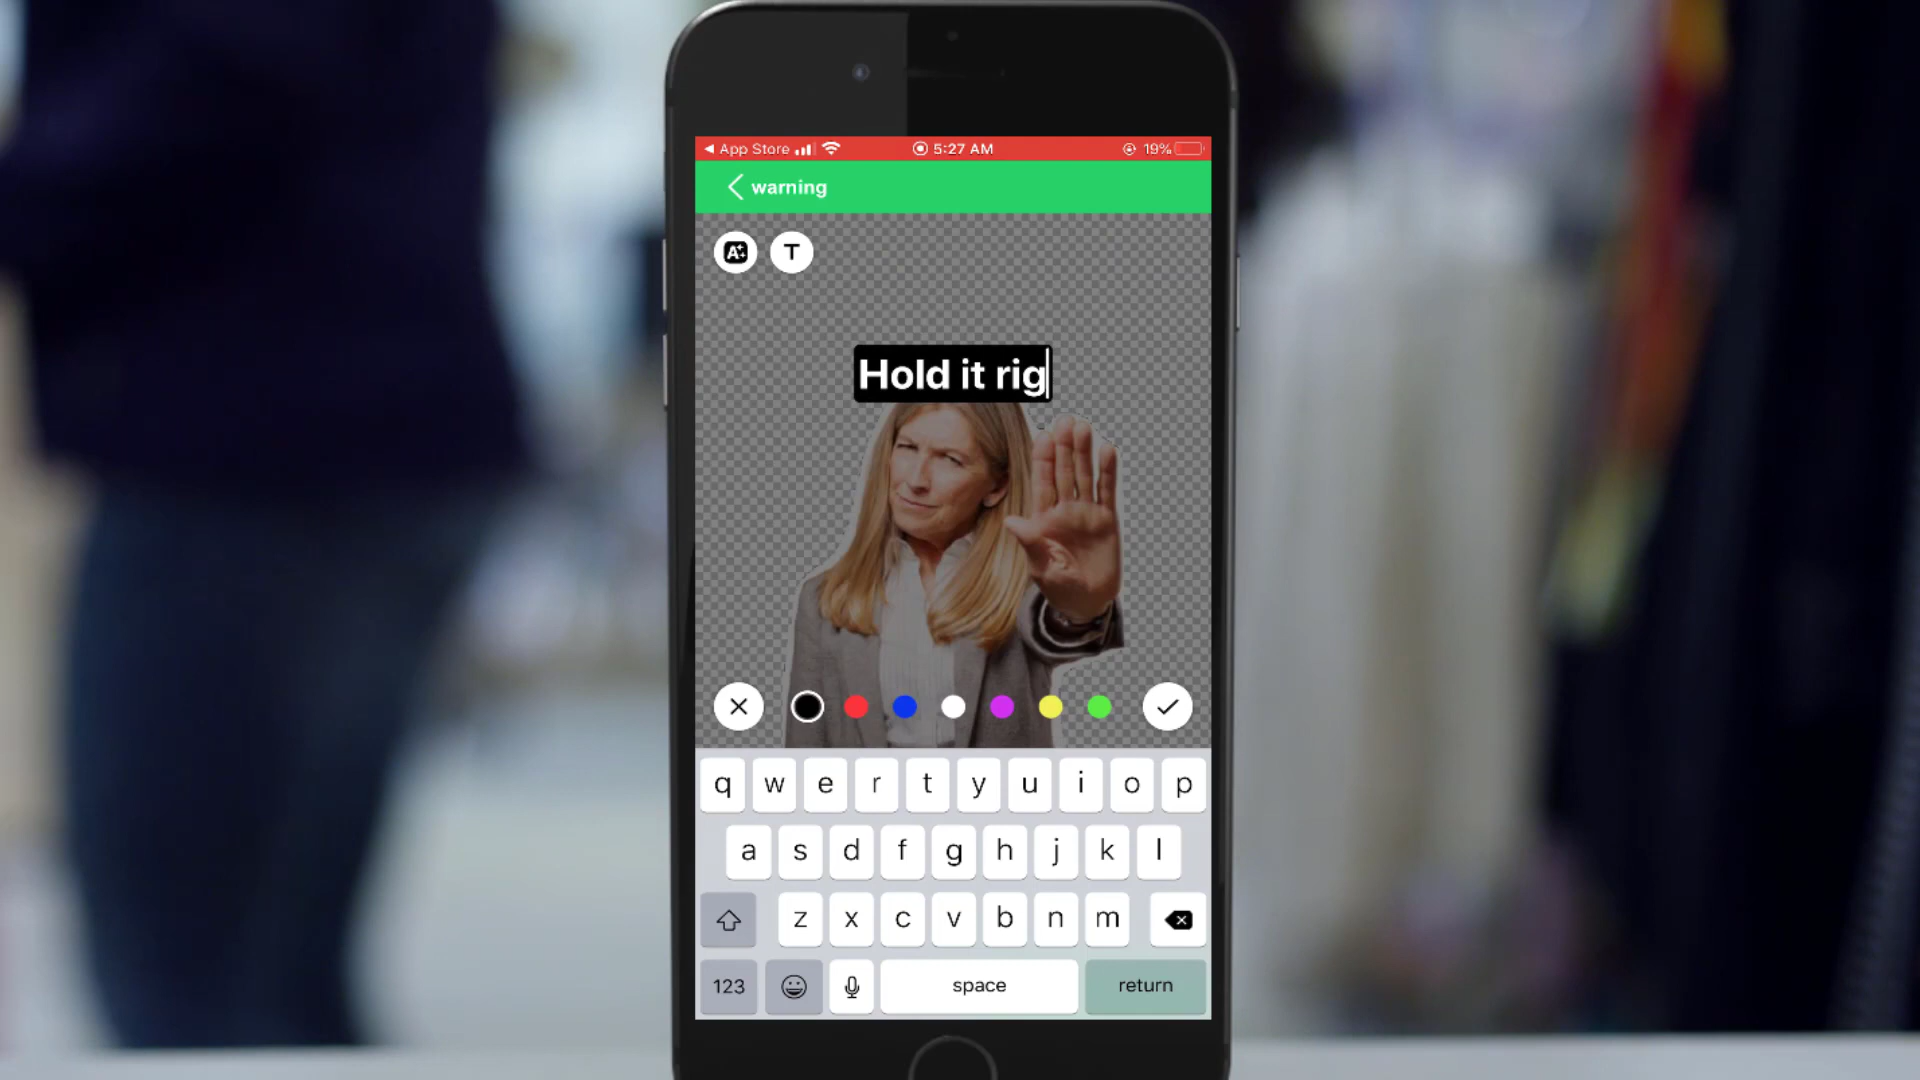 App Store 5:27 AM 19%
warning
A T
Hold it rig
q w e r t y u i o p
a s d f g h j k l
z x c v b n m
123 space return